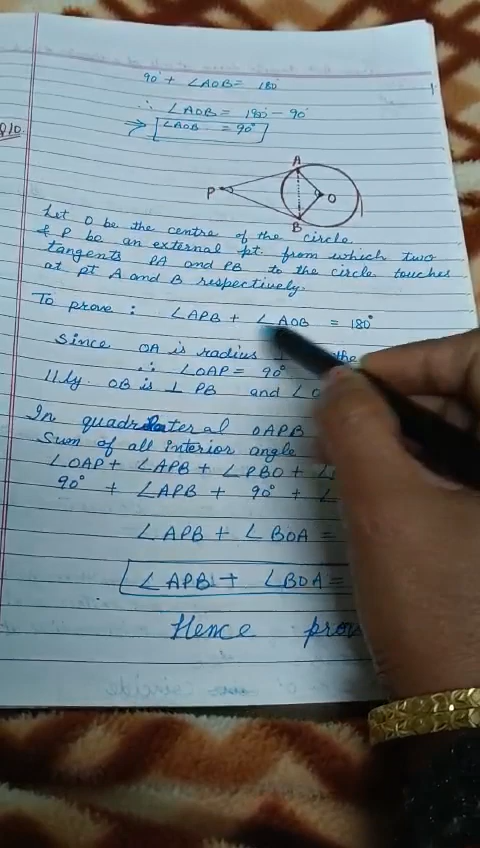 90° + ∠AOB = 180°
∴ ∠AOB = 180° - 90°
⇒ ∠AOB = 90°
Q10.
A
P
O
B
Let O be the centre of the circle
& P be an external pt. from which two
tangents PA and PB to the circle touches
at pt A and B respectively.
To prove : ∠APB + ∠AOB = 180°
Since OA is radius the
∴ ∠OAP = 90°
111y. OB is ⊥ PB and ∠O
In quadrilateral OAPB
Sum of all interior angle
∠OAP + ∠APB + ∠PBO + ∠
90° + ∠APB + 90° + ∠
∠APB + ∠BOA =
∠APB + ∠BOA =
Hence prov